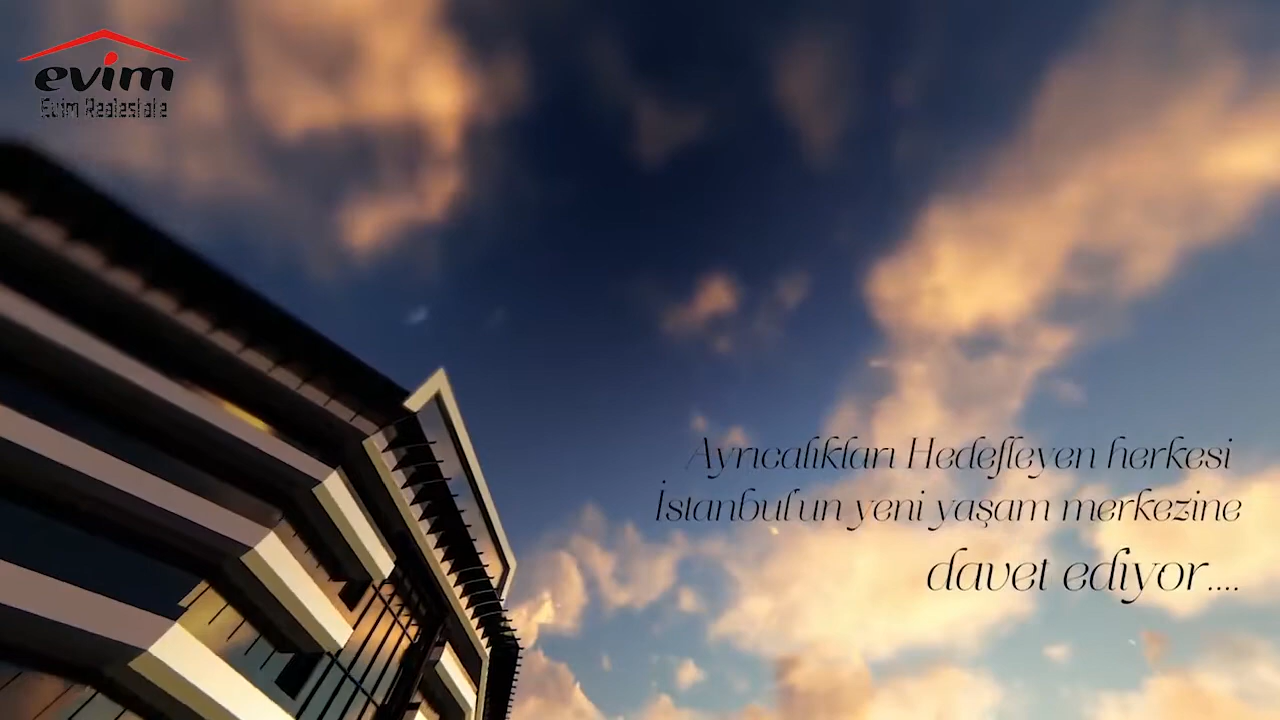 evim
Evim Realestate
Ayrıcalıkları Hedefleyen herkesi
İstanbul'un yeni yaşam merkezine
davet ediyor....